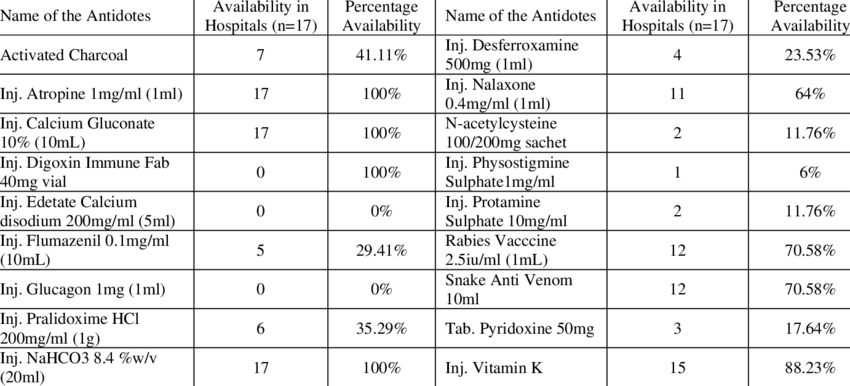 Name of the Antidotes Availability in Hospitals (n=17) Percentage Availability Name of the Antidotes Availability in Hospitals (n=17) Percentage Availability
Activated Charcoal 7 41.11% Inj. Desferroxamine 500mg (1ml) 4 23.53%
Inj. Atropine 1mg/ml (1ml) 17 100% Inj. Nalaxone 0.4mg/ml (1ml) 11 64%
Inj. Calcium Gluconate 10% (10mL) 17 100% N-acetylcysteine 100/200mg sachet 2 11.76%
Inj. Digoxin Immune Fab 40mg vial 0 100% Inj. Physostigmine Sulphate1mg/ml 1 6%
Inj. Edetate Calcium disodium 200mg/ml (5ml) 0 0% Inj. Protamine Sulphate 10mg/ml 2 11.76%
Inj. Flumazenil 0.1mg/ml (10mL) 5 29.41% Rabies Vacccine 2.5iu/ml (1mL) 12 70.58%
Inj. Glucagon 1mg (1ml) 0 0% Snake Anti Venom 10ml 12 70.58%
Inj. Pralidoxime HCl 200mg/ml (1g) 6 35.29% Tab. Pyridoxine 50mg 3 17.64%
Inj. NaHCO3 8.4 %w/v (20ml) 17 100% Inj. Vitamin K 15 88.23%